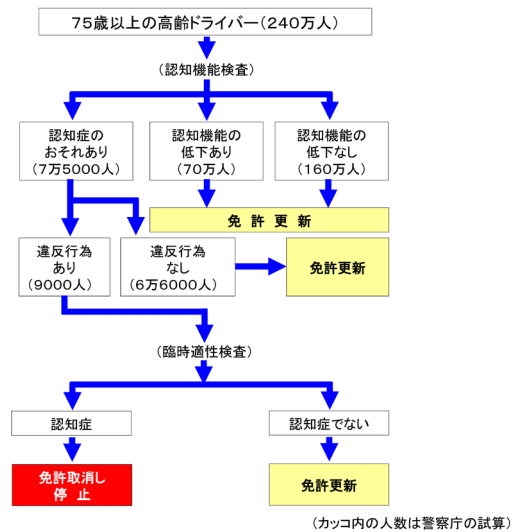 75歳以上の高齢ドライバー(240万人)
(認知機能検査)
認知症の
おそれあり
(7万5000人)
認知機能の
低下あり
(70万人)
認知機能の
低下なし
(160万人)
免 許 更 新
違反行為
あり
(9000人)
違反行為
なし
(6万6000人)
免許更新
(臨時適性検査)
認知症
認知症でない
免許取消し
停 止
免許更新
(カッコ内の人数は警察庁の試算)